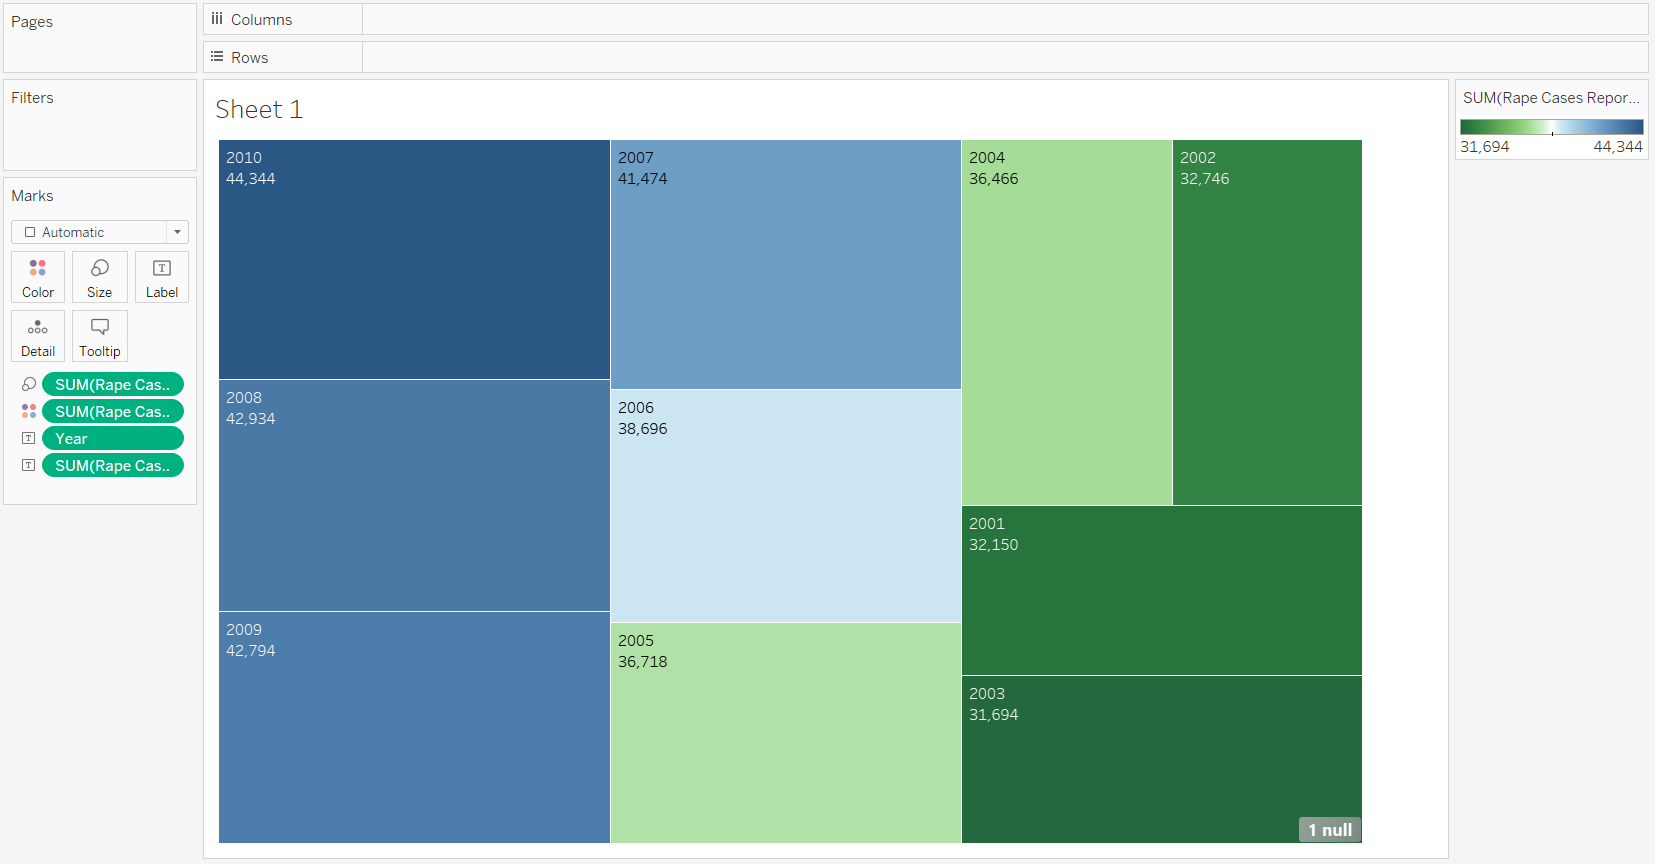 Pages
Columns
Rows
Filters
Marks
Automatic
Color
Size
Label
Detail
Tooltip
SUM(Rape Cas..
SUM(Rape Cas..
Year
SUM(Rape Cas..
Sheet 1
2010
44,344
2008
42,934
2009
42,794
2007
41,474
2006
38,696
2005
36,718
2004
36,466
2002
32,746
2001
32,150
2003
31,694
1 null
SUM(Rape Cases Repor...
31,694 44,344